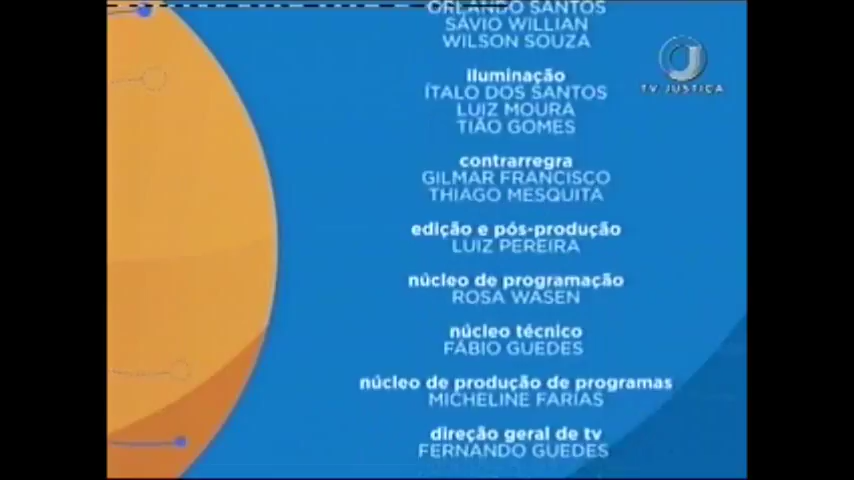 ORLANDO SANTOS
SÁVIO WILLIAN
WILSON SOUZA
iluminação
ÍTALO DOS SANTOS
LUIZ MOURA
TIÃO GOMES
contrarregra
GILMAR FRANCISCO
THIAGO MESQUITA
edição e pós-produção
LUIZ PEREIRA
núcleo de programação
ROSA WASEN
núcleo técnico
FÁBIO GUEDES
núcleo de produção de programas
MICHELINE FARIAS
direção geral de tv
FERNANDO GUEDES
TV JUSTIÇA